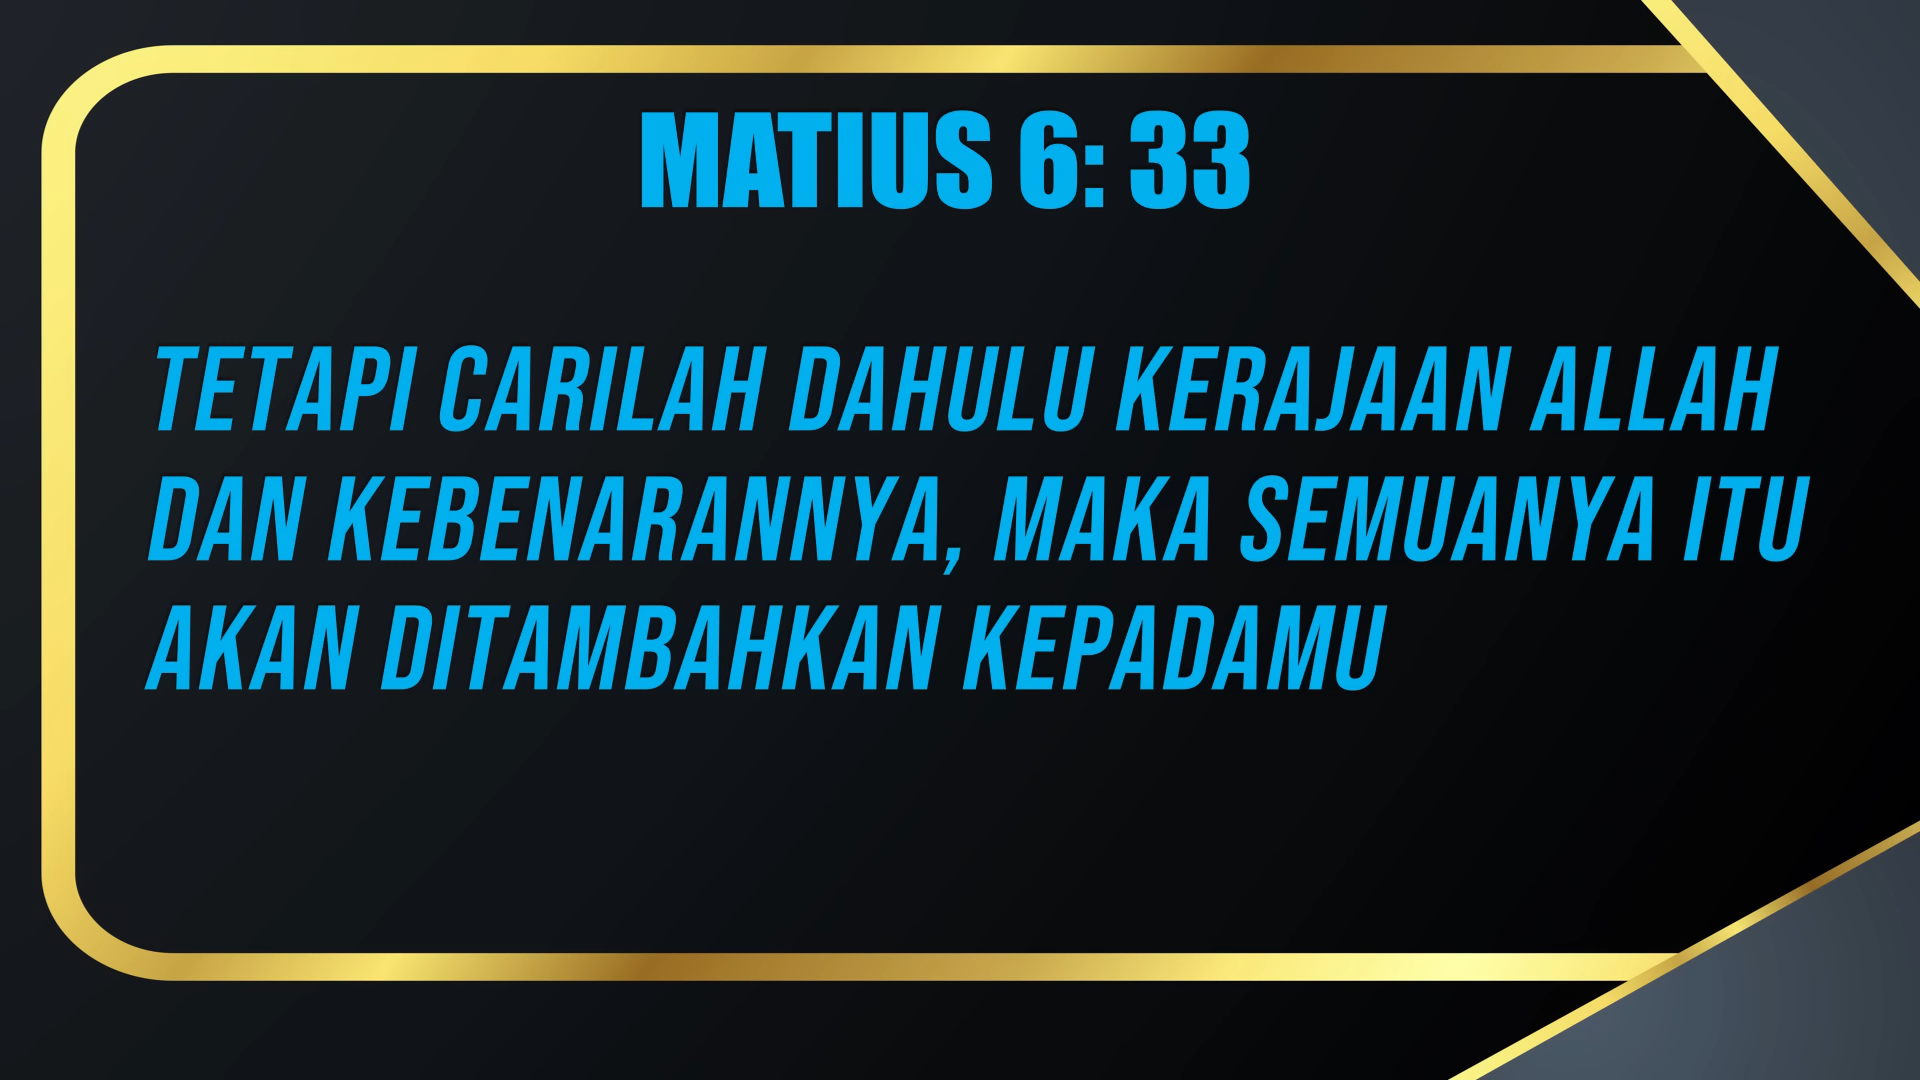 MATIUS 6: 33
TETAPI CARILAH DAHULU KERAJAAN ALLAH
DAN KEBENARANNYA, MAKA SEMUANYA ITU
AKAN DITAMBAHKAN KEPADAMU